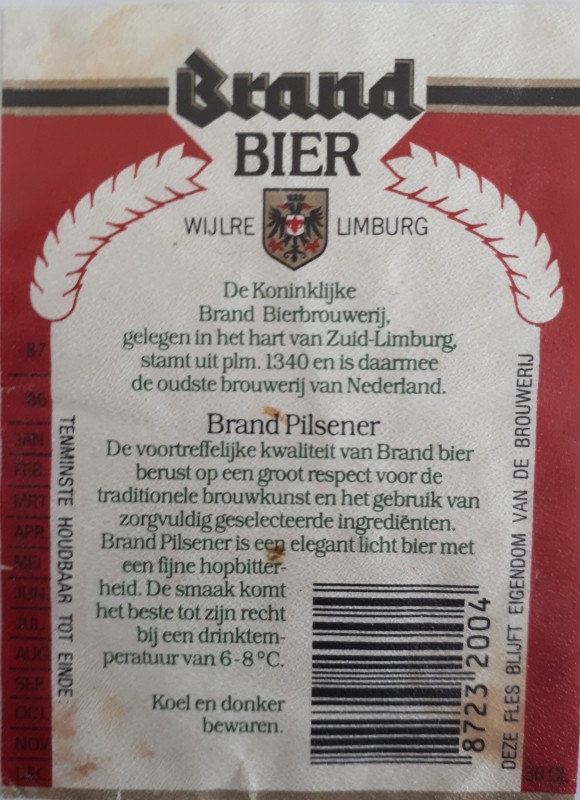 Brand
BIER
WIJLRE LIMBURG
De Koninklijke
Brand Bierbrouwerij,
gelegen in het hart van Zuid-Limburg,
stamt uit plm. 1340 en is daarmee
de oudste brouwerij van Nederland.
Brand Pilsener
De voortreffelijke kwaliteit van Brand bier
berust op een groot respect voor de
traditionele brouwkunst en het gebruik van
zorgvuldig geselecteerde ingrediënten.
Brand Pilsener is een elegant licht bier met
een fijne hopbitter-
heid. De smaak komt
het beste tot zijn recht
bij een drinktem-
peratuur van 6-8°C.
Koel en donker
bewaren.
87
86
JAN
FEB.
MRT.
APR.
MEI
JUN.
JUL.
AUG.
SEP.
OCT.
NOV.
DEC.
TENMINSTE HOUDBAAR TOT EINDE:
8723 2004
DEZE FLES BLIJFT EIGENDOM VAN DE BROUWERIJ
30 CL